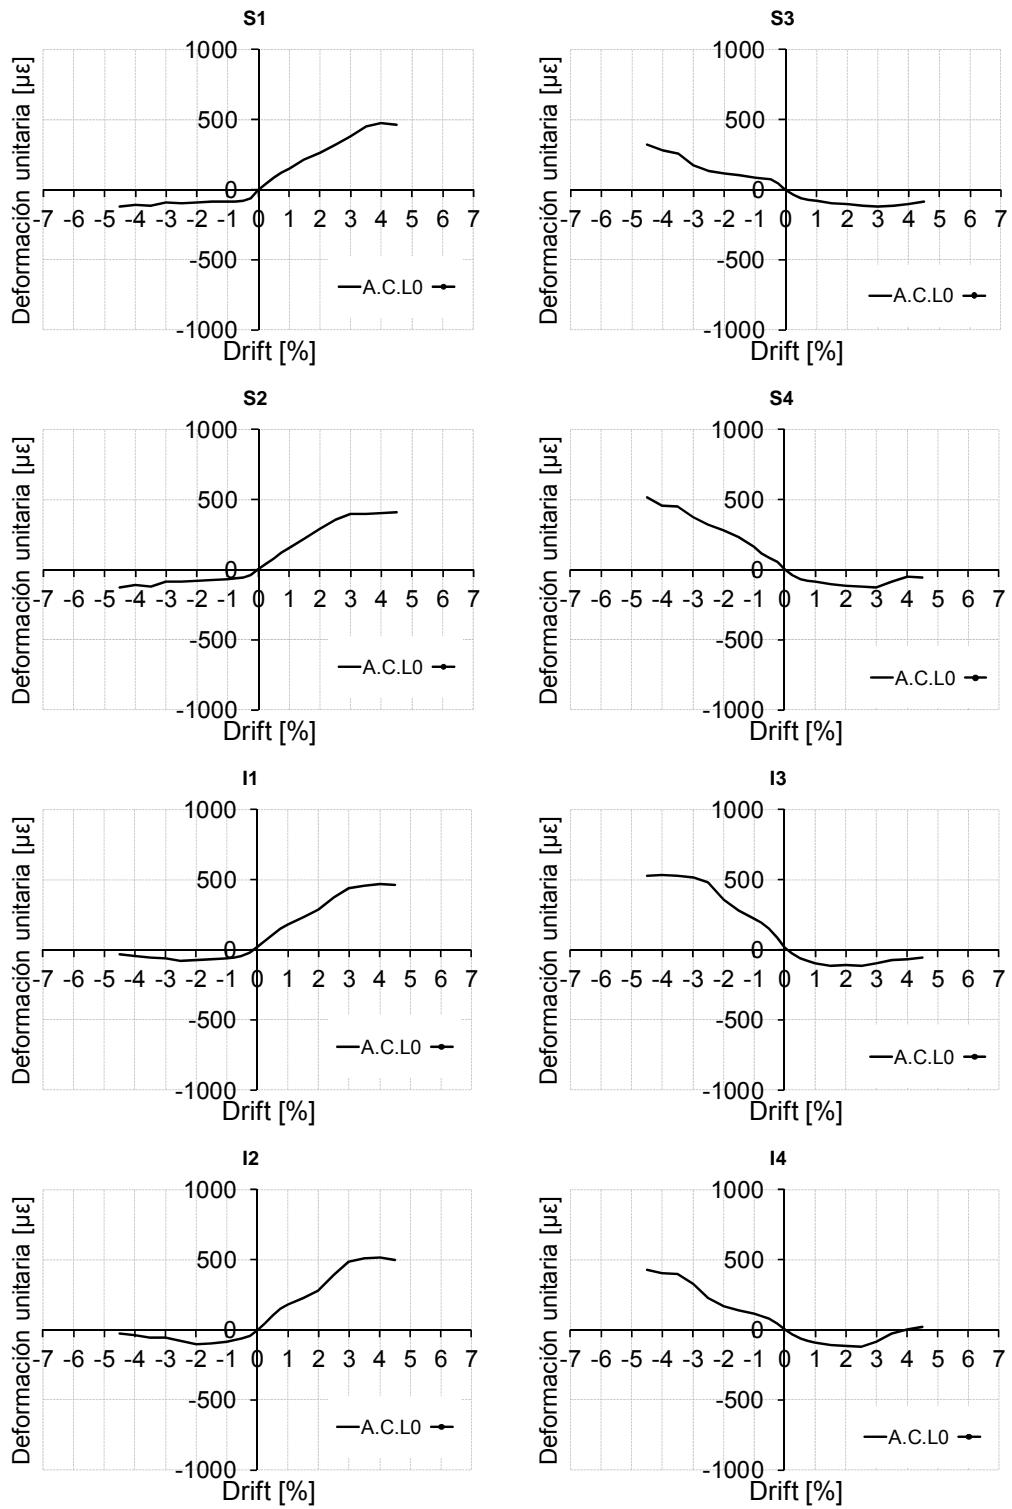 S1
Deformación unitaria [με]
1000
500
0
-500
-1000
-7 -6 -5 -4 -3 -2 -1 0 1 2 3 4 5 6 7
A.C.L0
Drift [%]
S3
Deformación unitaria [με]
1000
500
0
-500
-1000
-7 -6 -5 -4 -3 -2 -1 0 1 2 3 4 5 6 7
A.C.L0
Drift [%]
S2
Deformación unitaria [με]
1000
500
0
-500
-1000
-7 -6 -5 -4 -3 -2 -1 0 1 2 3 4 5 6 7
A.C.L0
Drift [%]
S4
Deformación unitaria [με]
1000
500
0
-500
-1000
-7 -6 -5 -4 -3 -2 -1 0 1 2 3 4 5 6 7
A.C.L0
Drift [%]
I1
Deformación unitaria [με]
1000
500
0
-500
-1000
-7 -6 -5 -4 -3 -2 -1 0 1 2 3 4 5 6 7
A.C.L0
Drift [%]
I3
Deformación unitaria [με]
1000
500
0
-500
-1000
-7 -6 -5 -4 -3 -2 -1 0 1 2 3 4 5 6 7
A.C.L0
Drift [%]
I2
Deformación unitaria [με]
1000
500
0
-500
-1000
-7 -6 -5 -4 -3 -2 -1 0 1 2 3 4 5 6 7
A.C.L0
Drift [%]
I4
Deformación unitaria [με]
1000
500
0
-500
-1000
-7 -6 -5 -4 -3 -2 -1 0 1 2 3 4 5 6 7
A.C.L0
Drift [%]